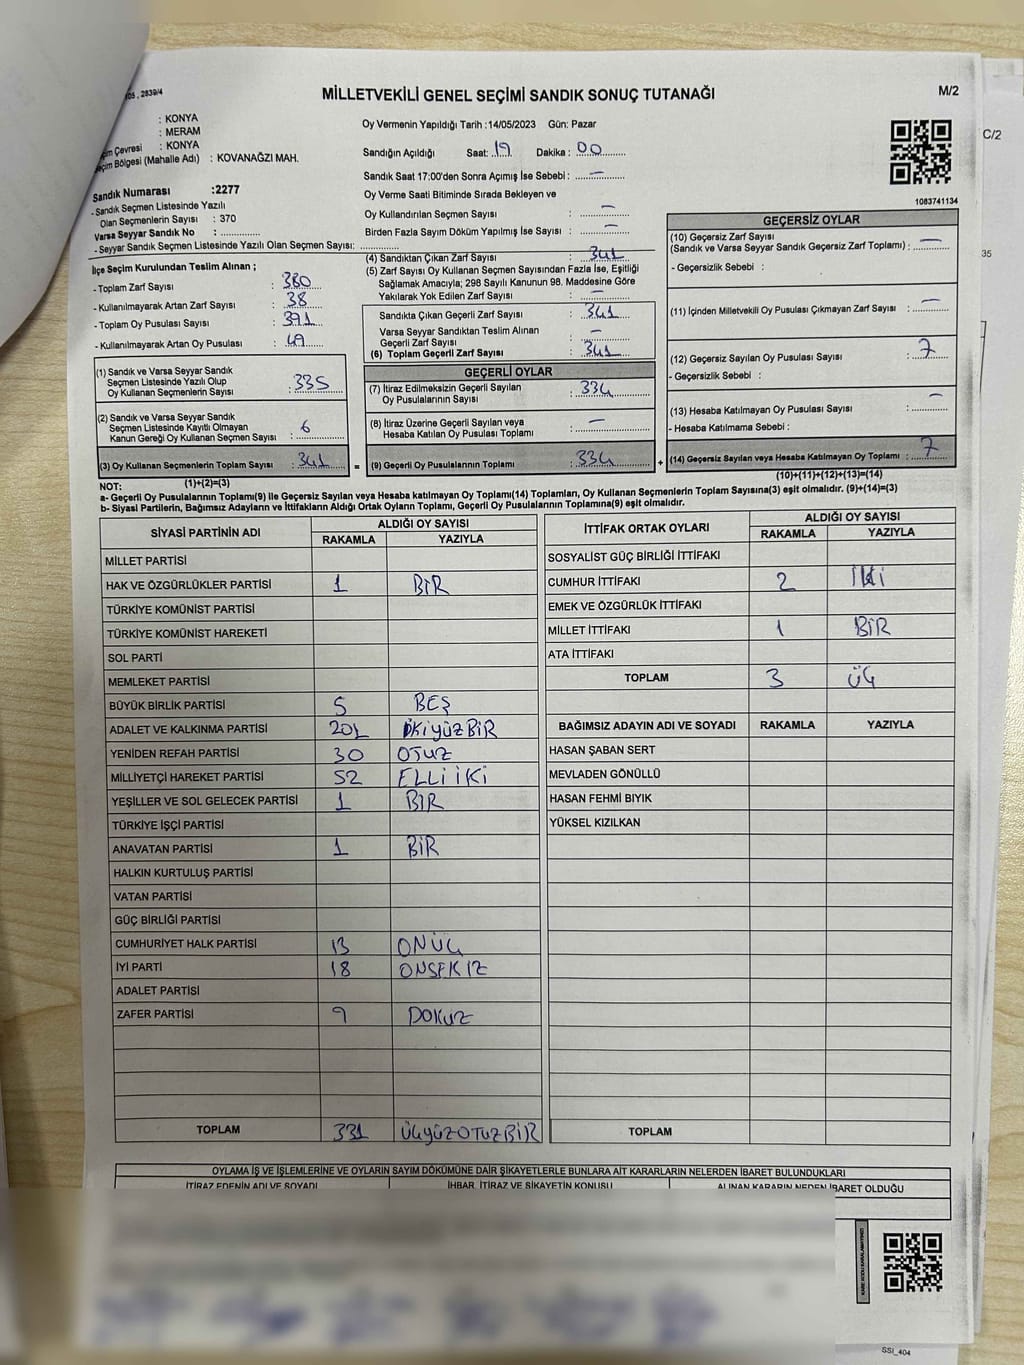 MİLLETVEKİLİ GENEL SEÇİMİ SANDIK SONUÇ TUTANAĞI
M/2
: KONYA
: MERAM
Seçim Çevresi : KONYA
Seçim Bölgesi (Mahalle Adı) : KOVANAĞZI MAH.
Sandık Numarası :2277
- Sandık Seçmen Listesinde Yazılı
Olan Seçmenlerin Sayısı : 370
Varsa Seyyar Sandık No :
- Seyyar Sandık Seçmen Listesinde Yazılı Olan Seçmen Sayısı:
Oy Vermenin Yapıldığı Tarih :14/05/2023 Gün: Pazar
Sandığın Açıldığı Saat: 19 Dakika : 00
Sandık Saat 17:00'den Sonra Açımış İse Sebebi : —
Oy Verme Saati Bitiminde Sırada Bekleyen ve
Oy Kullandırılan Seçmen Sayısı : —
Birden Fazla Sayım Döküm Yapılmış İse Sayısı : —
1083741134
C/2
35
İlçe Seçim Kurulundan Teslim Alınan ;
- Toplam Zarf Sayısı : 380
- Kullanılmayarak Artan Zarf Sayısı : 38
- Toplam Oy Pusulası Sayısı : 391
- Kullanılmayarak Artan Oy Pusulası : 49
(4) Sandıktan Çıkan Zarf Sayısı : 341
(5) Zarf Sayısı Oy Kullanan Seçmen Sayısından Fazla İse, Eşitliği
Sağlamak Amacıyla; 298 Sayılı Kanunun 98. Maddesine Göre
Yakılarak Yok Edilen Zarf Sayısı : —
Sandıkta Çıkan Geçerli Zarf Sayısı : 341
Varsa Seyyar Sandıktan Teslim Alınan
Geçerli Zarf Sayısı : —
(6) Toplam Geçerli Zarf Sayısı : 341
GEÇERSİZ OYLAR
(10) Geçersiz Zarf Sayısı
(Sandık ve Varsa Seyyar Sandık Geçersiz Zarf Toplamı) : —
- Geçersizlik Sebebi :
(11) İçinden Milletvekili Oy Pusulası Çıkmayan Zarf Sayısı : —
(12) Geçersiz Sayılan Oy Pusulası Sayısı : 7
- Geçersizlik Sebebi :
(13) Hesaba Katılmayan Oy Pusulası Sayısı : —
- Hesaba Katılmama Sebebi :
(14) Geçersiz Sayılan veya Hesaba Katılmayan Oy Toplamı : 7
(10)+(11)+(12)+(13)=(14)
(1) Sandık ve Varsa Seyyar Sandık
Seçmen Listesinde Yazılı Olup
Oy Kullanan Seçmenlerin Sayısı : 335
(2) Sandık ve Varsa Seyyar Sandık
Seçmen Listesinde Kayıtlı Olmayan
Kanun Gereği Oy Kullanan Seçmen Sayısı : 6
(3) Oy Kullanan Seçmenlerin Toplam Sayısı : 341
(1)+(2)=(3)
GEÇERLİ OYLAR
(7) İtiraz Edilmeksizin Geçerli Sayılan
Oy Pusulalarının Sayısı : 334
(8) İtiraz Üzerine Geçerli Sayılan veya
Hesaba Katılan Oy Pusulası Toplamı : —
= (9) Geçerli Oy Pusulalarının Toplamı : 334 +
NOT:
a- Geçerli Oy Pusulalarının Toplamı(9) ile Geçersiz Sayılan veya Hesaba katılmayan Oy Toplamı(14) Toplamları, Oy Kullanan Seçmenlerin Toplam Sayısına(3) eşit olmalıdır. (9)+(14)=(3)
b- Siyasi Partilerin, Bağımsız Adayların ve İttifakların Aldığı Ortak Oyların Toplamı, Geçerli Oy Pusulalarının Toplamına(9) eşit olmalıdır.
SİYASİ PARTİNİN ADI ALDIĞI OY SAYISI
RAKAMLA YAZIYLA
MİLLET PARTİSİ
HAK VE ÖZGÜRLÜKLER PARTİSİ 1 BİR
TÜRKİYE KOMÜNİST PARTİSİ
TÜRKİYE KOMÜNİST HAREKETİ
SOL PARTİ
MEMLEKET PARTİSİ
BÜYÜK BİRLİK PARTİSİ 5 BEŞ
ADALET VE KALKINMA PARTİSİ 201 İKİYÜZBİR
YENİDEN REFAH PARTİSİ 30 OTUZ
MİLLİYETÇİ HAREKET PARTİSİ 52 ELLİİKİ
YEŞİLLER VE SOL GELECEK PARTİSİ 1 BİR
TÜRKİYE İŞÇİ PARTİSİ
ANAVATAN PARTİSİ 1 BİR
HALKIN KURTULUŞ PARTİSİ
VATAN PARTİSİ
GÜÇ BİRLİĞİ PARTİSİ
CUMHURİYET HALK PARTİSİ 13 ONÜÇ
İYİ PARTİ 18 ONSEKİZ
ADALET PARTİSİ
ZAFER PARTİSİ 9 DOKUZ
TOPLAM 331 ÜÇYÜZOTUZBİR
İTTİFAK ORTAK OYLARI ALDIĞI OY SAYISI
RAKAMLA YAZIYLA
SOSYALİST GÜÇ BİRLİĞİ İTTİFAKI
CUMHUR İTTİFAKI 2 İKİ
EMEK VE ÖZGÜRLÜK İTTİFAKI
MİLLET İTTİFAKI 1 BİR
ATA İTTİFAKI
TOPLAM 3 ÜÇ
BAĞIMSIZ ADAYIN ADI VE SOYADI RAKAMLA YAZIYLA
HASAN ŞABAN SERT
MEVLADEN GÖNÜLLÜ
HASAN FEHMİ BIYIK
YÜKSEL KIZILKAN
TOPLAM
OYLAMA İŞ VE İŞLEMLERİNE VE OYLARIN SAYIM DÖKÜMÜNE DAİR ŞİKAYETLERLE BUNLARA AİT KARARLARIN NELERDEN İBARET BULUNDUKLARI
İTİRAZ EDENİN ADI VE SOYADI İHBAR, İTİRAZ VE ŞİKAYETİN KONUSU ALINAN KARARIN NEDEN İBARET OLDUĞU
SSİ_404